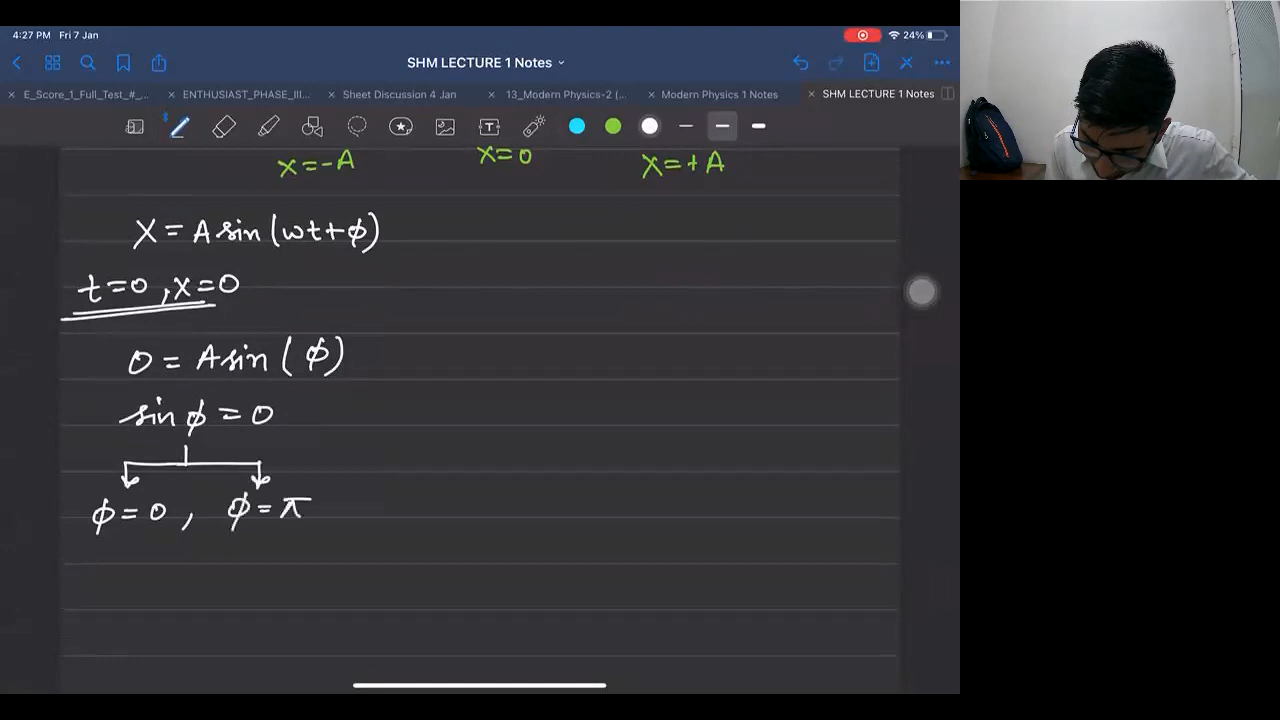 4:27 PM Fri 7 Jan
24%
SHM LECTURE 1 Notes
E_Score_1_Full_Test_#_...
ENTHUSIAST_PHASE_III...
Sheet Discussion 4 Jan
13_Modern Physics-2 (...
Modern Physics 1 Notes
SHM LECTURE 1 Notes
x=-A x=0 x=+A
X = A sin(ωt+ϕ)
t=0, x=0
0 = A sin(ϕ)
sin ϕ = 0
ϕ=0, ϕ=π